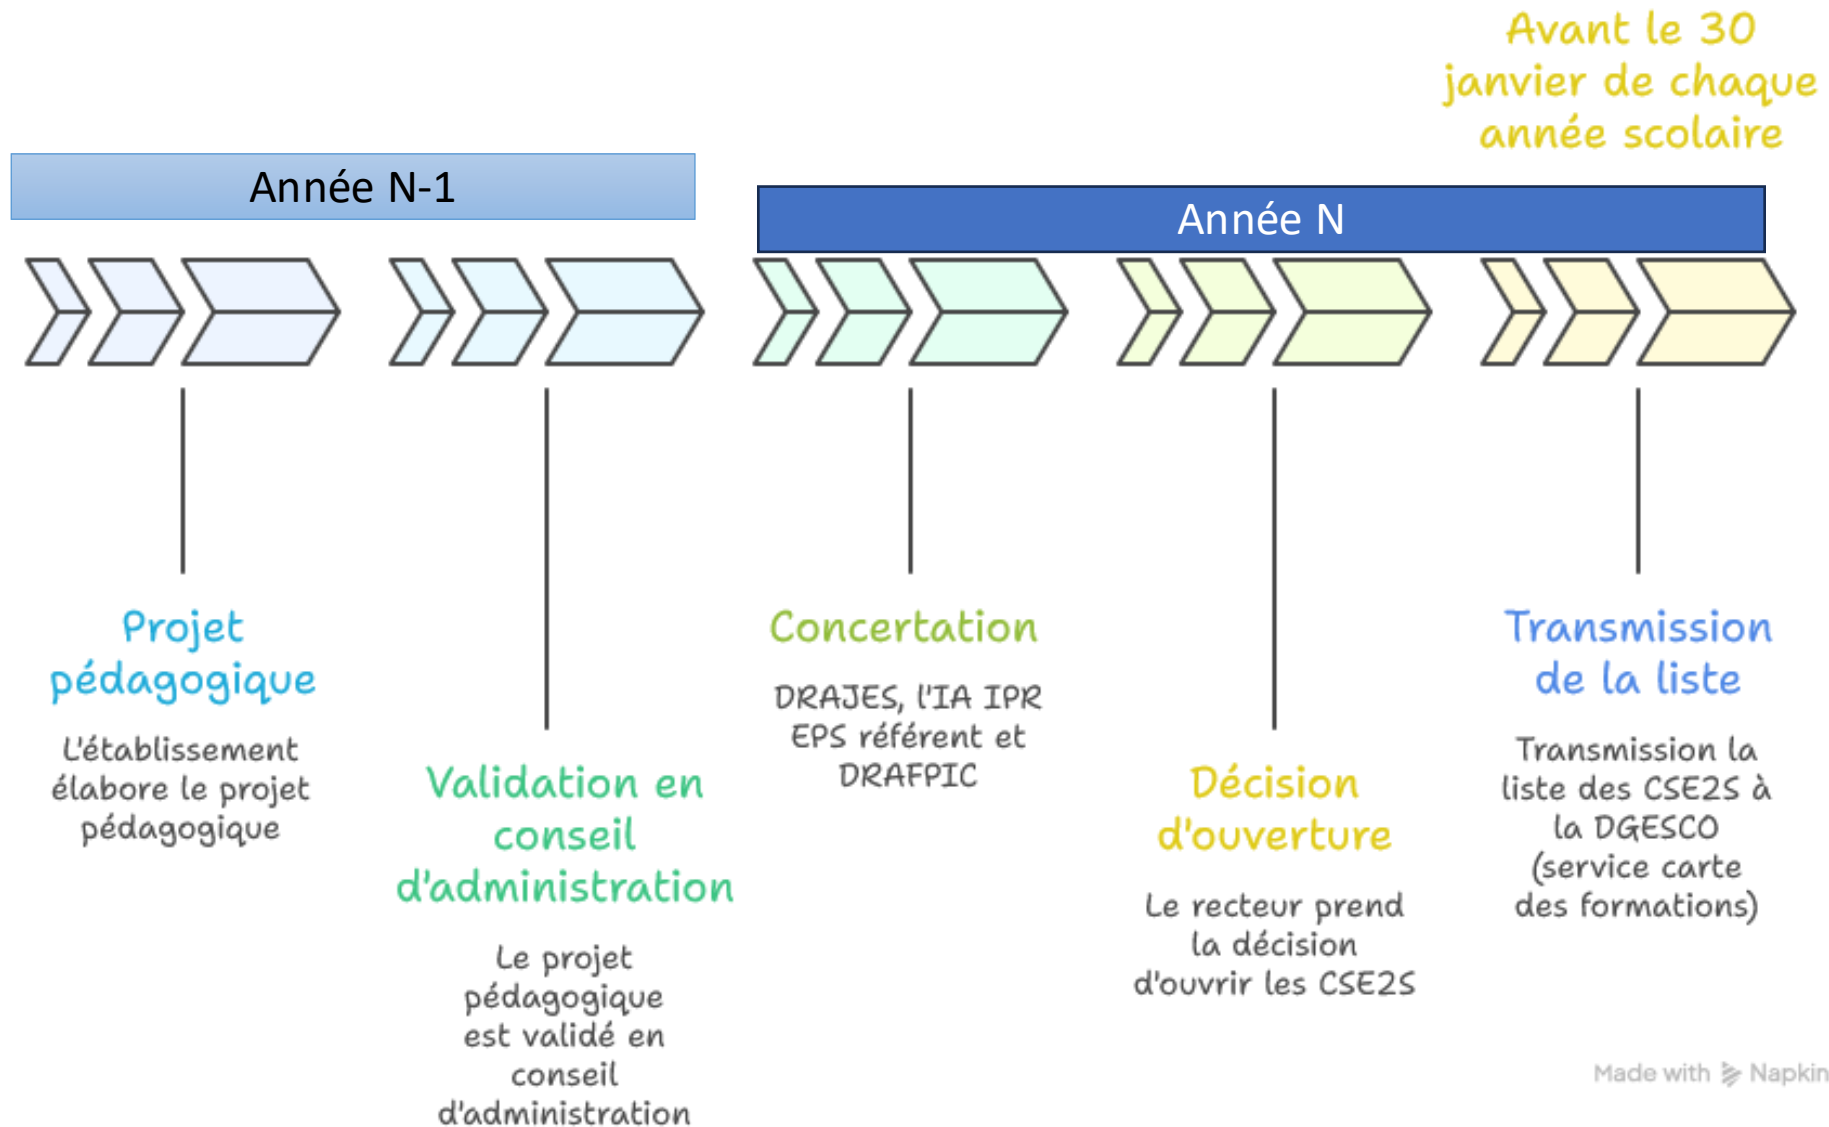 Avant le 30
janvier de chaque
année scolaire
Année N-1
Année N
Projet
pédagogique
L'établissement
élabore le projet
pédagogique
Validation en
conseil
d'administration
Le projet
pédagogique
est validé en
conseil
d'administration
Concertation
DRAJES, l'IA IPR
EPS référent et
DRAFPIC
Décision
d'ouverture
Le recteur prend
la décision
d'ouvrir les CSE2S
Transmission
de la liste
Transmission la
liste des CSE2S à
la DGESCO
(service carte
des formations)
Made with Napkin